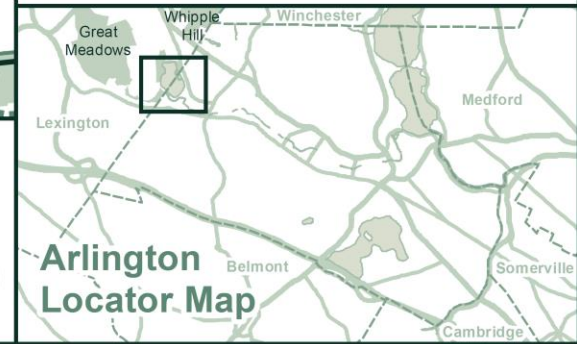 Whipple
Hill
Winchester
Great
Meadows
Medford
Lexington
Arlington
Locator Map
Belmont
Somerville
Cambridge